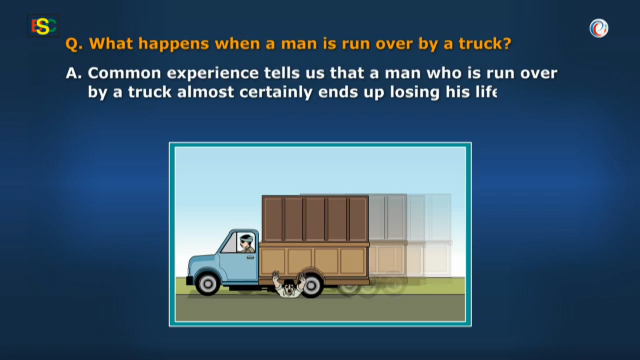 ESC
Q. What happens when a man is run over by a truck?
A. Common experience tells us that a man who is run over
by a truck almost certainly ends up losing his life